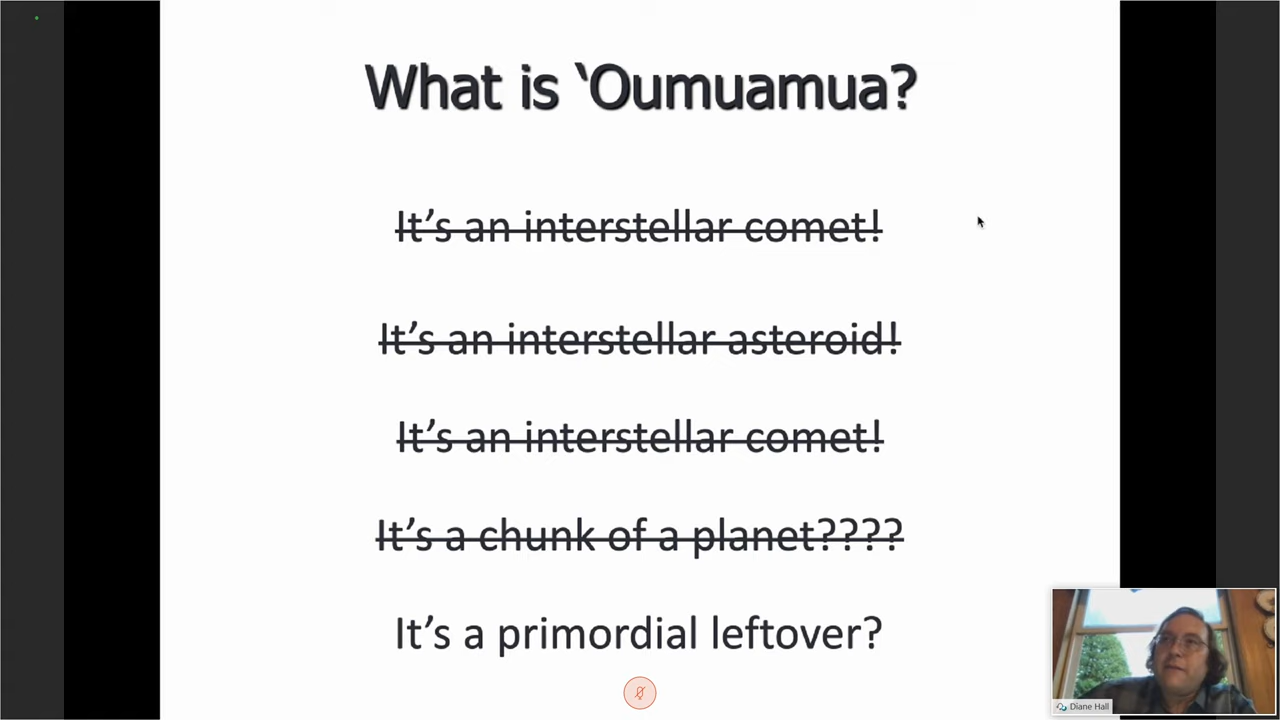 What is ‘Oumuamua?
It’s an interstellar comet!
It’s an interstellar asteroid!
It’s an interstellar comet!
It’s a chunk of a planet????
It’s a primordial leftover?
Diane Hall